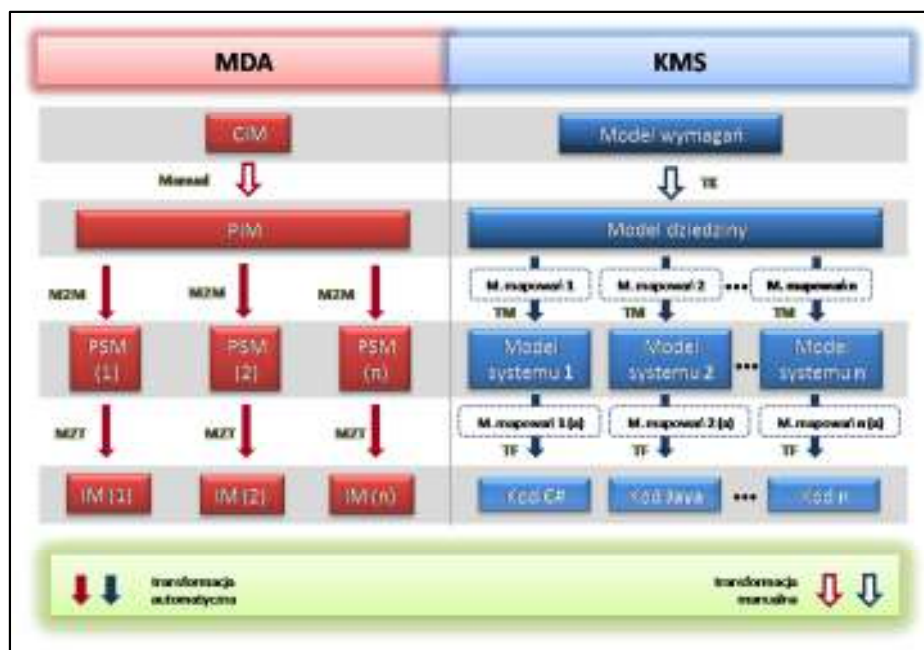 MDA
KMS
CIM
Model wymagań
Manual
TE
PIM
Model dziedziny
M2M
M2M
M2M
M. mapowań 1
M. mapowań 2
...
M. mapowań n
TM
TM
TM
PSM
(1)
PSM
(2)
PSM
(n)
Model
systemu 1
Model
systemu 2
...
Model
systemu n
M2T
M2T
M2T
M. mapowań 1 (a)
M. mapowań 2 (a)
M. mapowań n (a)
TF
TF
TF
IM (1)
IM (2)
IM (n)
Kod C#
Kod Java
...
Kod n
transformacja
automatyczna
transformacja
manualna